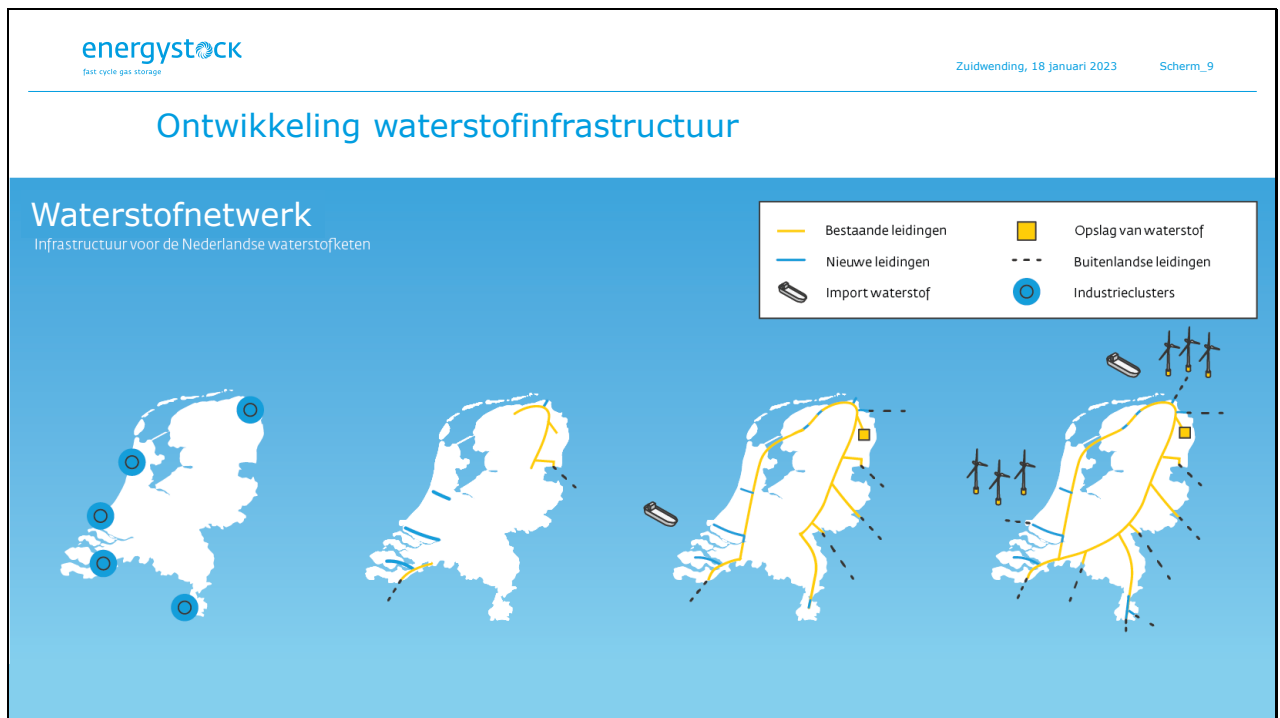 energystock
fast cycle gas storage
Zuidwending, 18 januari 2023
Scherm_9
Ontwikkeling waterstofinfrastructuur
Waterstofnetwerk
Infrastructuur voor de Nederlandse waterstofketen
Bestaande leidingen
Opslag van waterstof
Nieuwe leidingen
Buitenlandse leidingen
Import waterstof
Industrieclusters